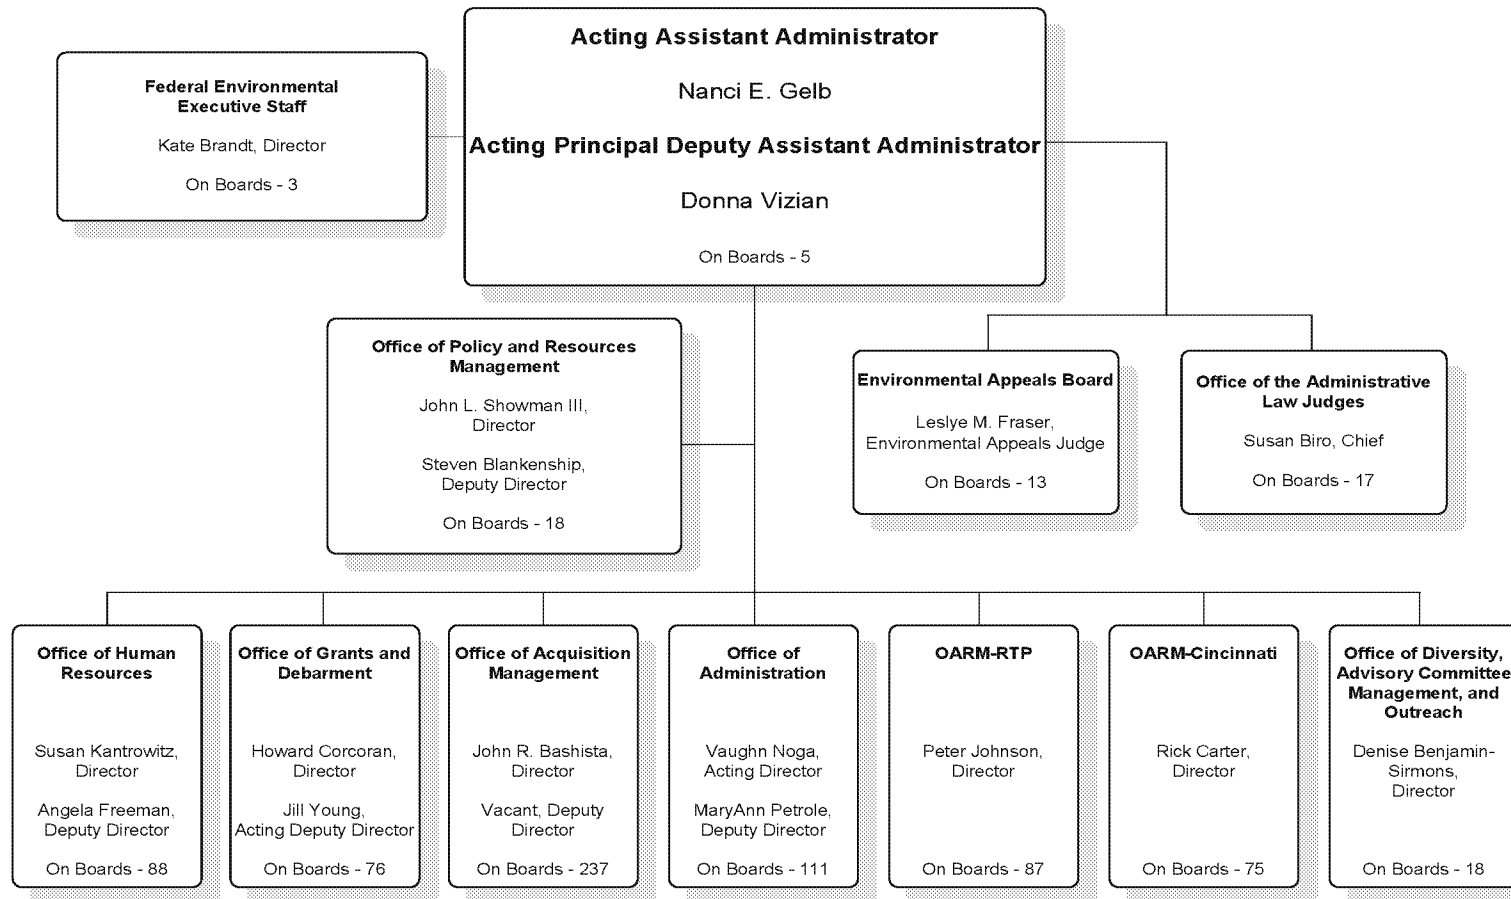 Acting Assistant Administrator
Nanci E. Gelb
Acting Principal Deputy Assistant Administrator
Donna Vizian
On Boards - 5
Federal Environmental
Executive Staff
Kate Brandt, Director
On Boards - 3
Office of Policy and Resources
Management
John L. Showman III,
Director
Steven Blankenship,
Deputy Director
On Boards - 18
Environmental Appeals Board
Leslye M. Fraser,
Environmental Appeals Judge
On Boards - 13
Office of the Administrative
Law Judges
Susan Biro, Chief
On Boards - 17
Office of Human
Resources
Susan Kantrowitz,
Director
Angela Freeman,
Deputy Director
On Boards - 88
Office of Grants and
Debarment
Howard Corcoran,
Director
Jill Young,
Acting Deputy Director
On Boards - 76
Office of Acquisition
Management
John R. Bashista,
Director
Vacant, Deputy
Director
On Boards - 237
Office of
Administration
Vaughn Noga,
Acting Director
MaryAnn Petrole,
Deputy Director
On Boards - 111
OARM-RTP
Peter Johnson,
Director
On Boards - 87
OARM-Cincinnati
Rick Carter,
Director
On Boards - 75
Office of Diversity,
Advisory Committee
Management, and
Outreach
Denise Benjamin-
Sirmons,
Director
On Boards - 18